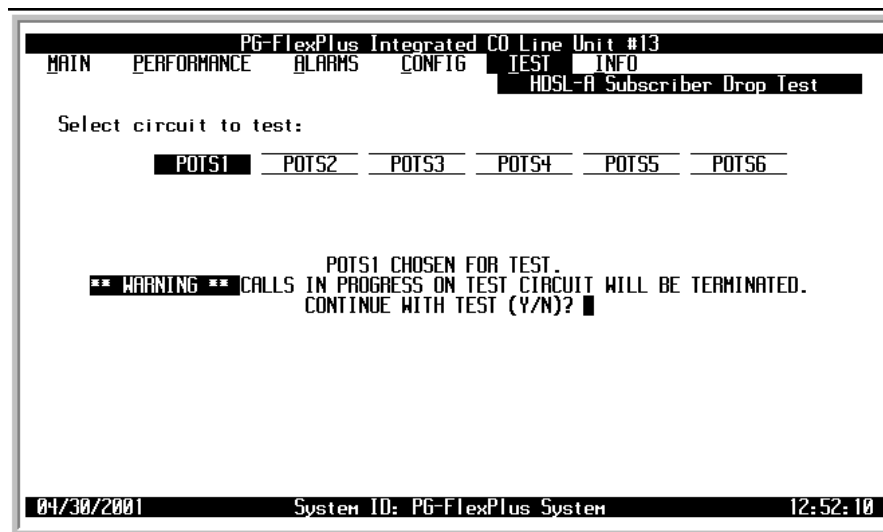 PG-FlexPlus Integrated CO Line Unit #13
MAIN PERFORMANCE ALARMS CONFIG TEST INFO
HDSL-A Subscriber Drop Test
Select circuit to test:
POTS1 POTS2 POTS3 POTS4 POTS5 POTS6
POTS1 CHOSEN FOR TEST.
** WARNING ** CALLS IN PROGRESS ON TEST CIRCUIT WILL BE TERMINATED.
CONTINUE WITH TEST (Y/N)?
04/30/2001 System ID: PG-FlexPlus System 12:52:10